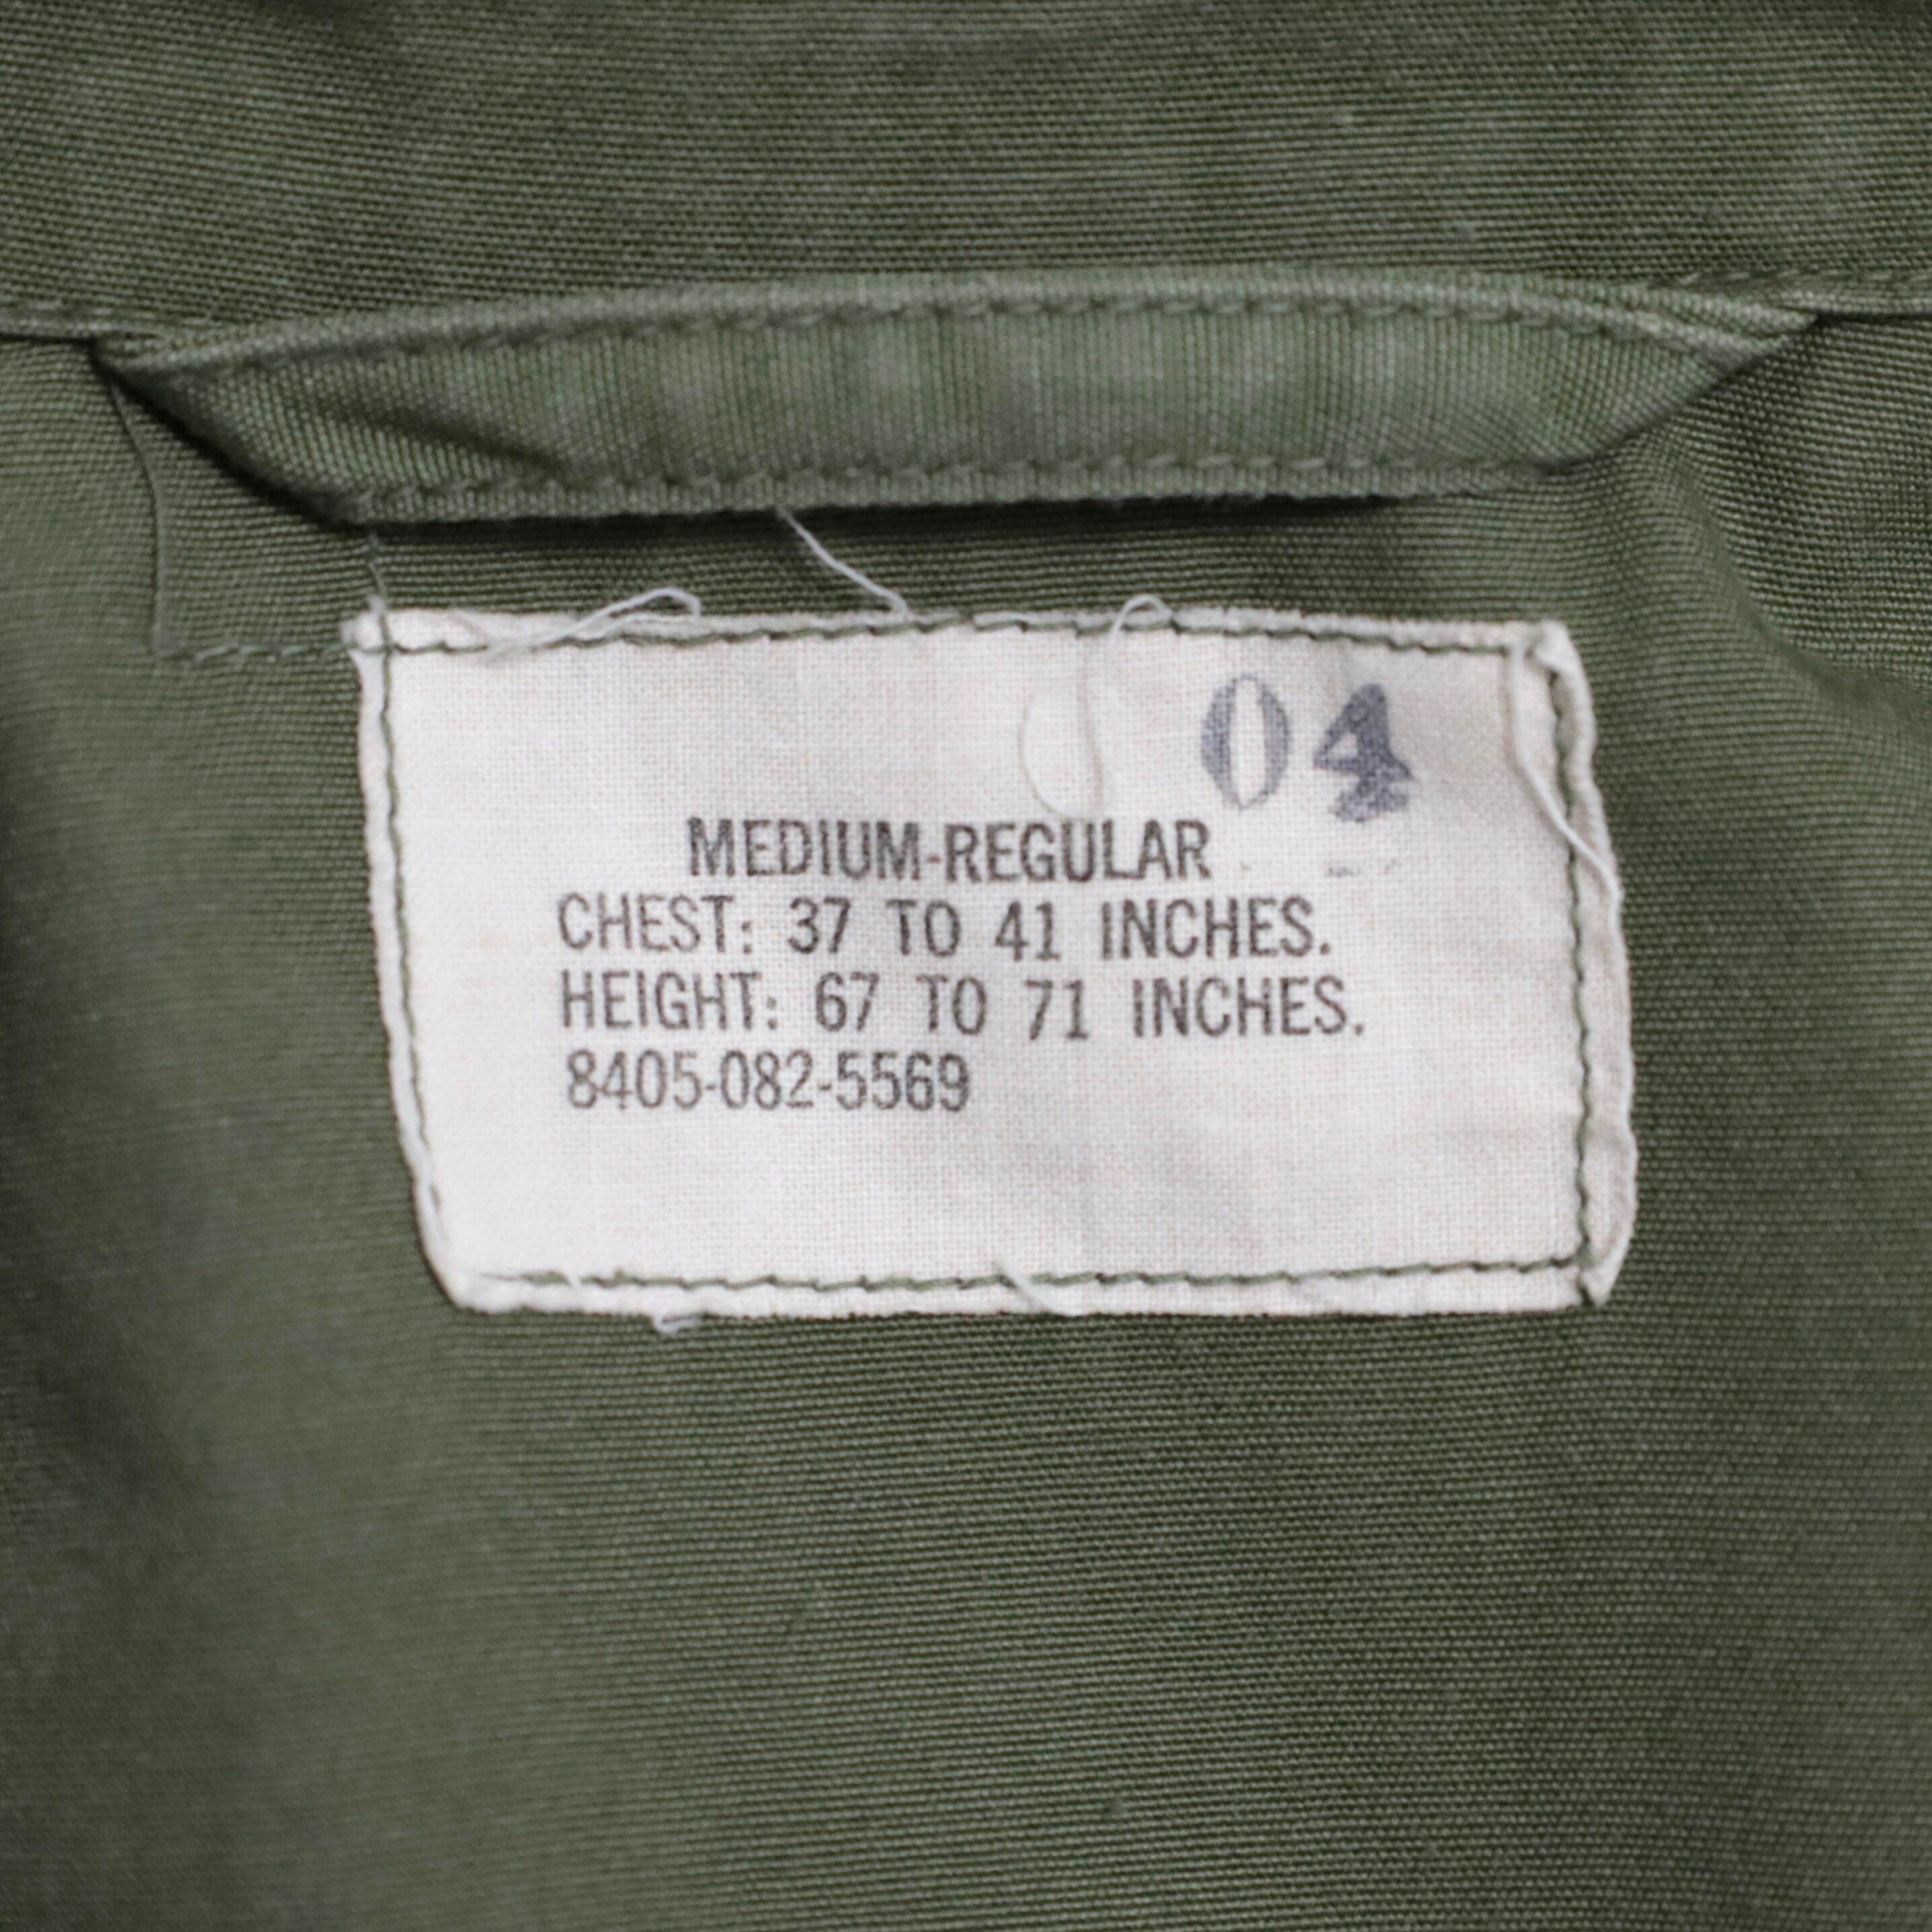 04
MEDIUM-REGULAR
CHEST: 37 TO 41 INCHES.
HEIGHT: 67 TO 71 INCHES.
8405-082-5569